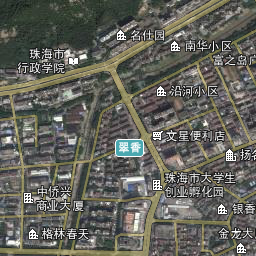 名仕园
南华小区
珠海市
行政学院
富之岛广
沿河小区
文星便利店
翠香
扬名
珠海市大学生
创业孵化园
中侨兴
商业大厦
银香
格林春天
金龙大厦